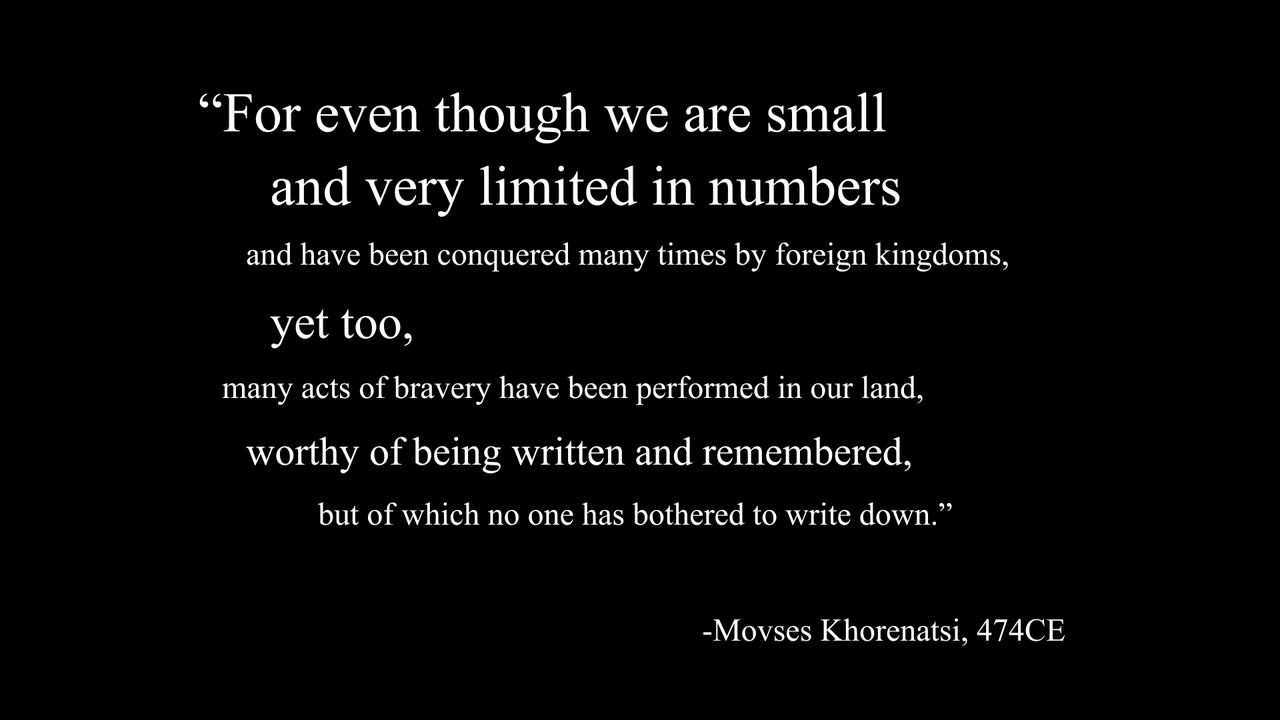 “For even though we are small
and very limited in numbers
and have been conquered many times by foreign kingdoms,
yet too,
many acts of bravery have been performed in our land,
worthy of being written and remembered,
but of which no one has bothered to write down.”
-Movses Khorenatsi, 474CE